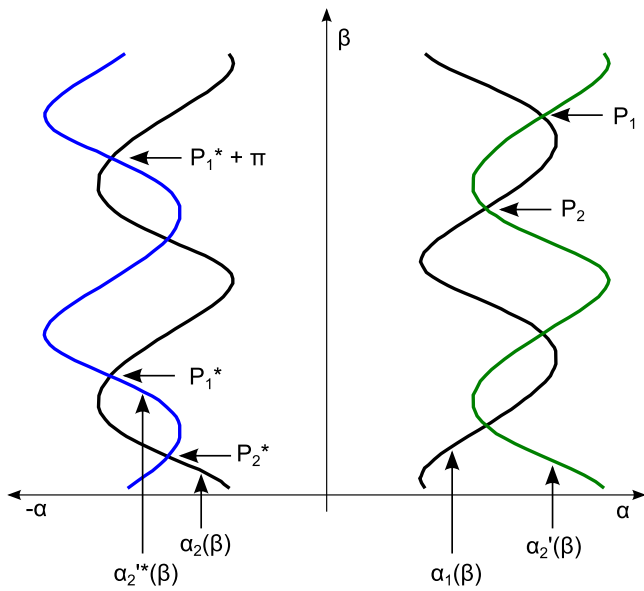 β
P₁
P₁* + π
P₂
P₁*
P₂*
-α
α
α₂(β)
α₂'(β)
α₂'*(β)
α₁(β)